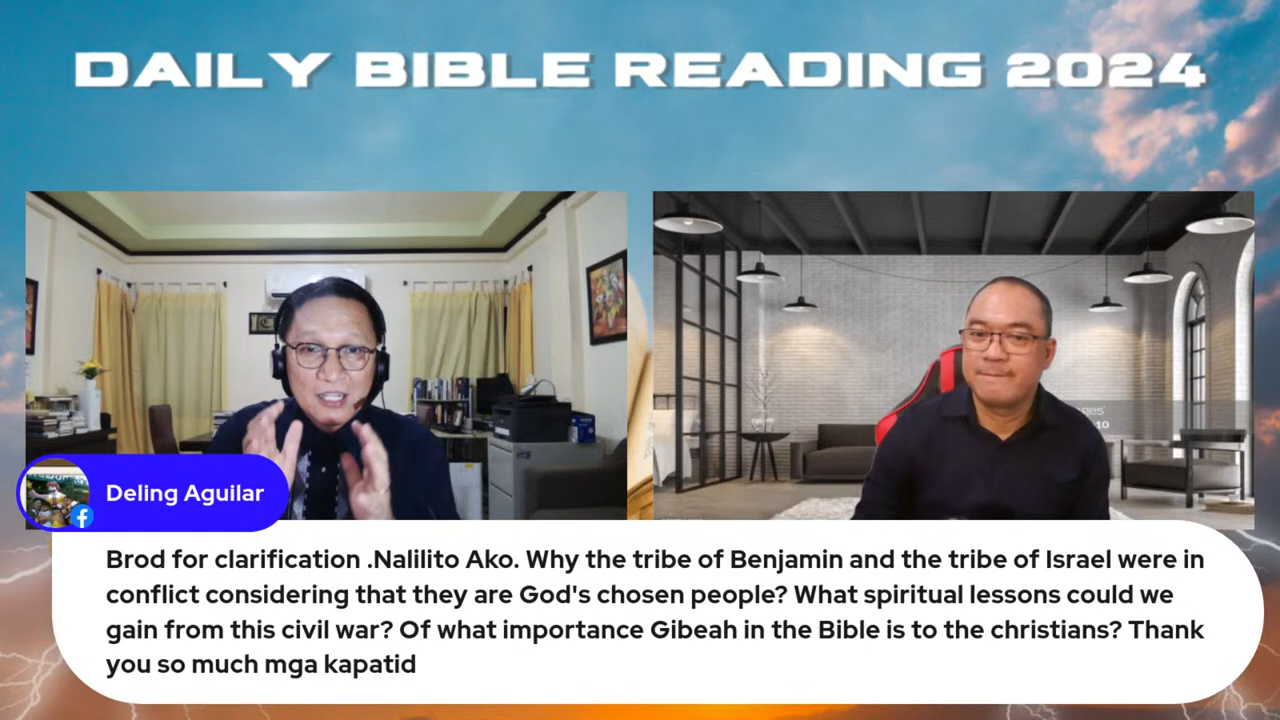 DAILY BIBLE READING 2024
ges'
10
Deling Aguilar
Brod for clarification .Nalilito Ako. Why the tribe of Benjamin and the tribe of Israel were in
conflict considering that they are God's chosen people? What spiritual lessons could we
gain from this civil war? Of what importance Gibeah in the Bible is to the christians? Thank
you so much mga kapatid